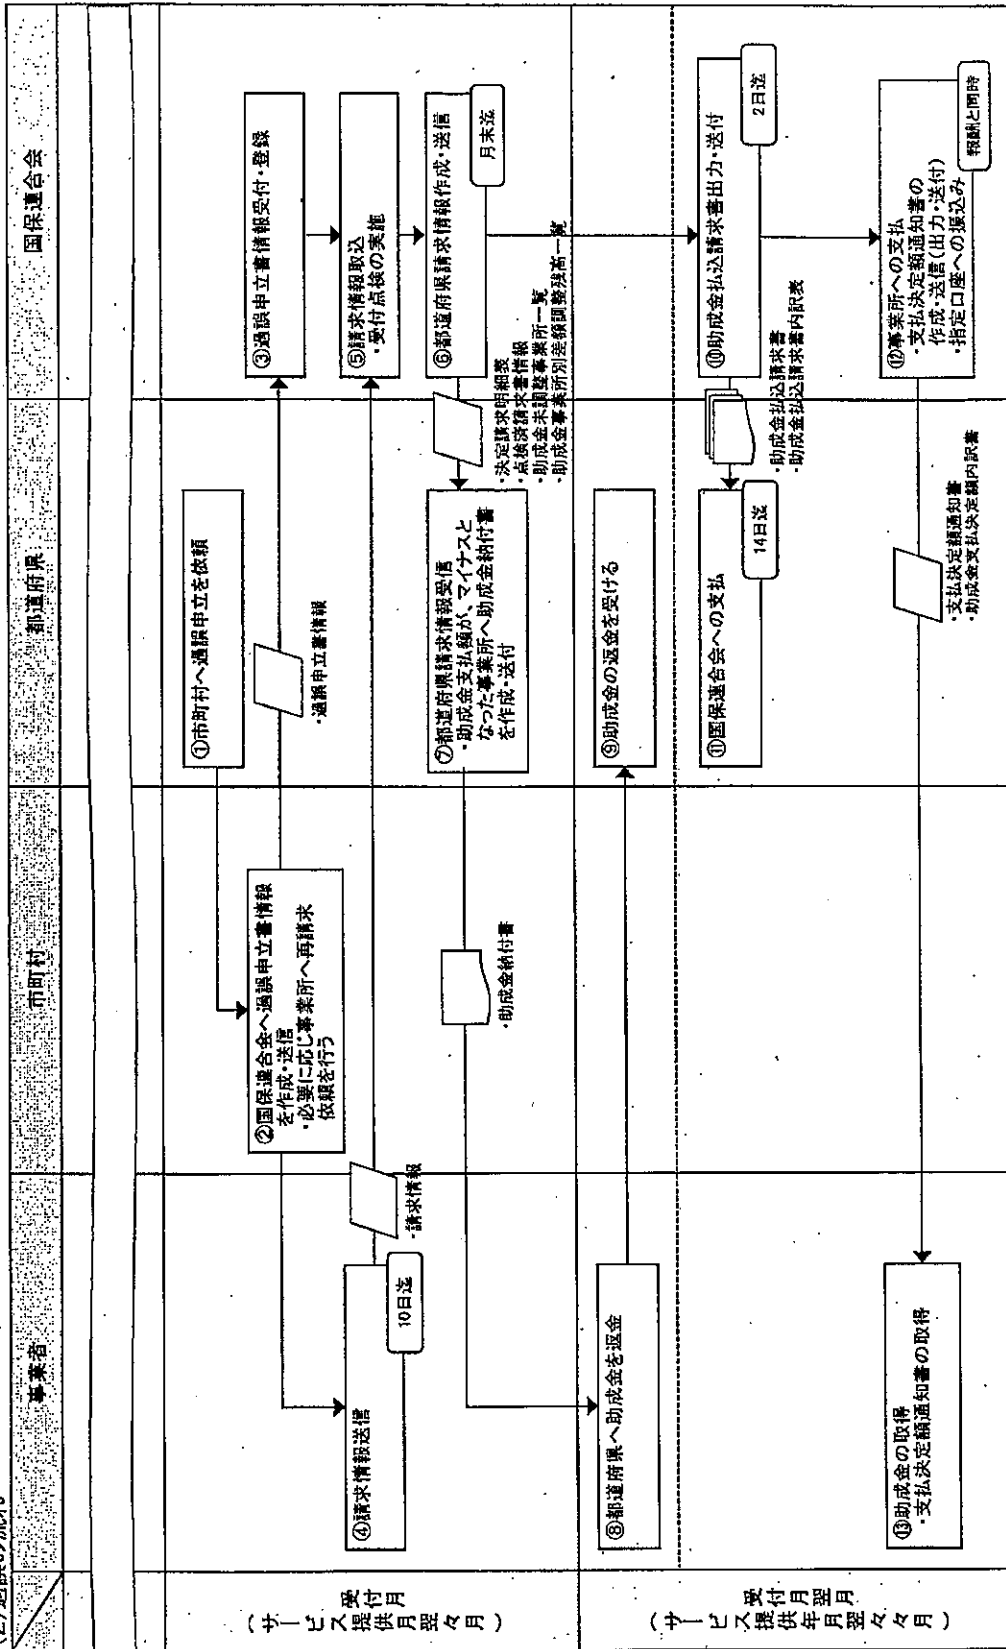 (2)過誤の流れ
事業者
市町村
都道府県
国保連合会
受付月
(サービス提供月翌々月)
①市町村へ過誤申立を依頼
②国保連合会へ過誤申立書情報
を作成・送信
・必要に応じ事業所へ再請求
依頼を行う
・過誤申立書情報
③過誤申立書情報受付・登録
④請求情報送信
10日迄
・請求情報
⑤請求情報取込
・受付点検の実施
⑥都道府県請求情報作成・送信
月末迄
・決定請求明細表
・点検済請求書情報
・助成金未調整事業所一覧
・助成金事業所別差額調整残高一覧
⑦都道府県請求情報受信
・助成金支払額が、マイナスと
なった事業所へ助成金納付書
を作成・送付
・助成金納付書
受付月翌月
(サービス提供年月翌々々月)
⑧都道府県へ助成金を返金
⑨助成金の返金を受ける
⑩助成金払込請求書出力・送付
2日迄
・助成金払込請求書
・助成金払込請求書内訳表
⑪国保連合会への支払
14日迄
⑫事業所への支払
・支払決定額通知書の
作成・送信(出力・送付)
・指定口座への振込み
報酬と同時
・支払決定額通知書
・助成金支払決定額内訳書
⑬助成金の取得
・支払決定額通知書の取得